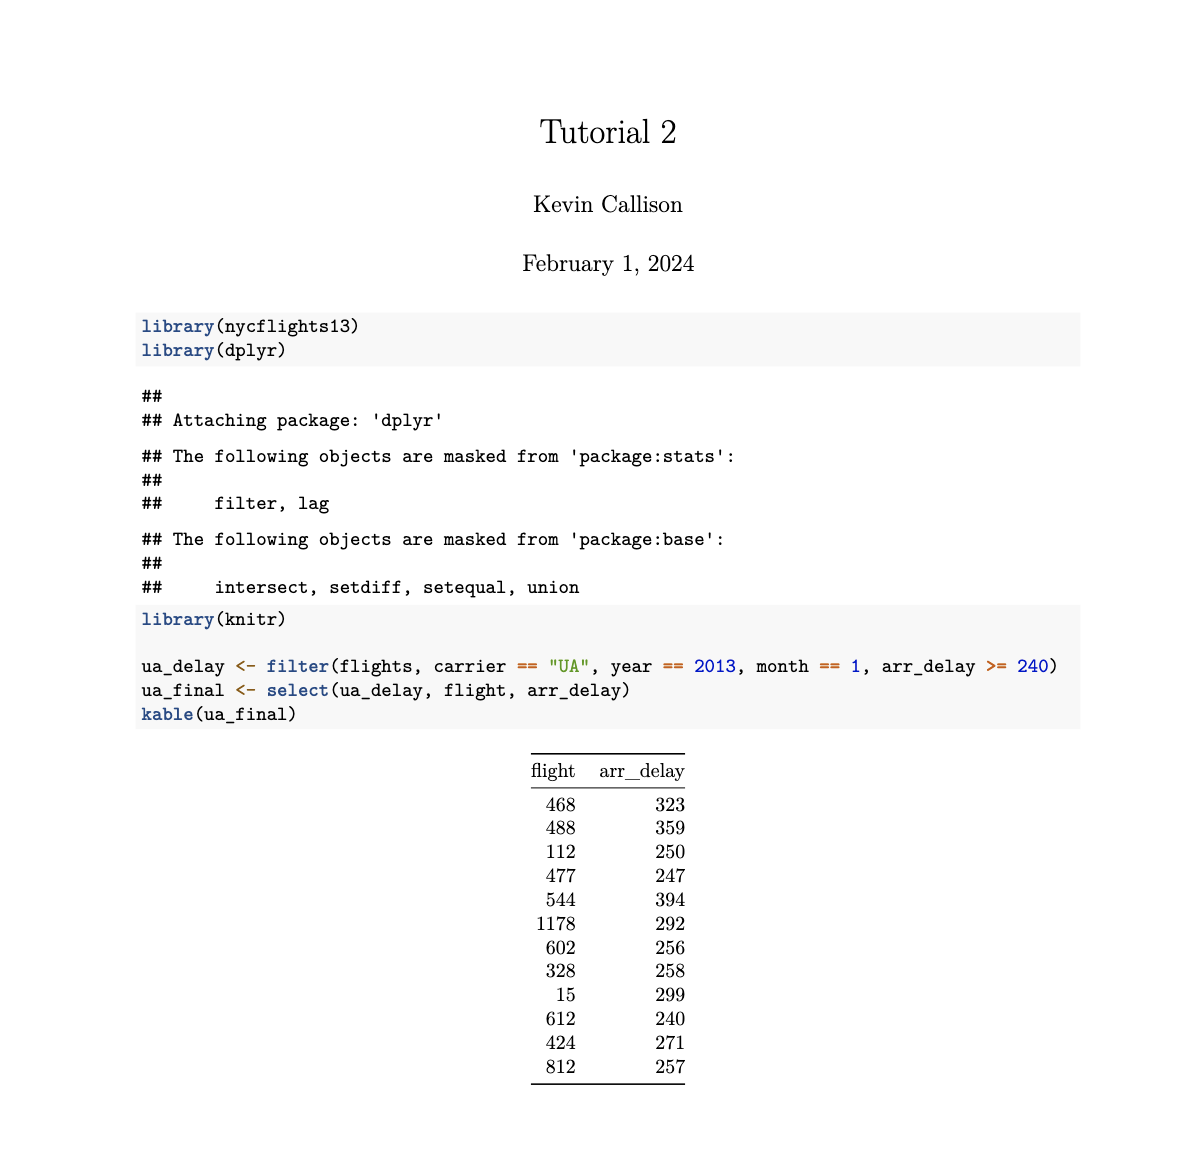 Tutorial 2
Kevin Callison
February 1, 2024
library(nycflights13)
library(dplyr)
##
## Attaching package: 'dplyr'
## The following objects are masked from 'package:stats':
##
##     filter, lag
## The following objects are masked from 'package:base':
##
##     intersect, setdiff, setequal, union
library(knitr)
ua_delay <- filter(flights, carrier == "UA", year == 2013, month == 1, arr_delay >= 240)
ua_final <- select(ua_delay, flight, arr_delay)
kable(ua_final)
flight arr_delay
468 323
488 359
112 250
477 247
544 394
1178 292
602 256
328 258
15 299
612 240
424 271
812 257